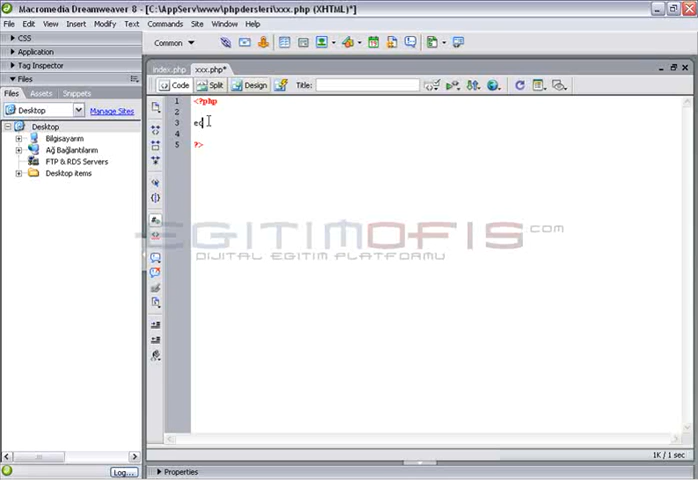 Macromedia Dreamweaver 8 - [C:\AppServ\www\phpdersleri\xxx.php (XHTML)*]
File Edit View Insert Modify Text Commands Site Window Help
CSS
Application
Tag Inspector
Files
Files Assets Snippets
Desktop Manage Sites
Desktop
Bilgisayarım
Ağ Bağlantılarım
FTP & RDS Servers
Desktop items
Log...
Common
index.php xxx.php*
Code Split Design Title:
1 <?php
2
3 ec
4
5 ?>
EGITIMOFIS.com
DIJITAL EGITIM PLATFORMU
1K / 1 sec
Properties